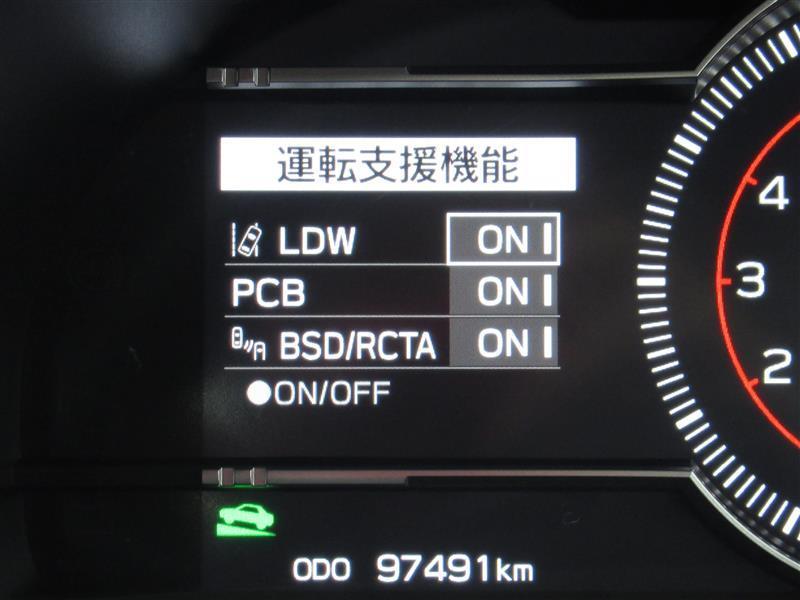 運転支援機能
LDW ON
PCB ON
BSD/RCTA ON
●ON/OFF
4
3
2
ODO 97491km